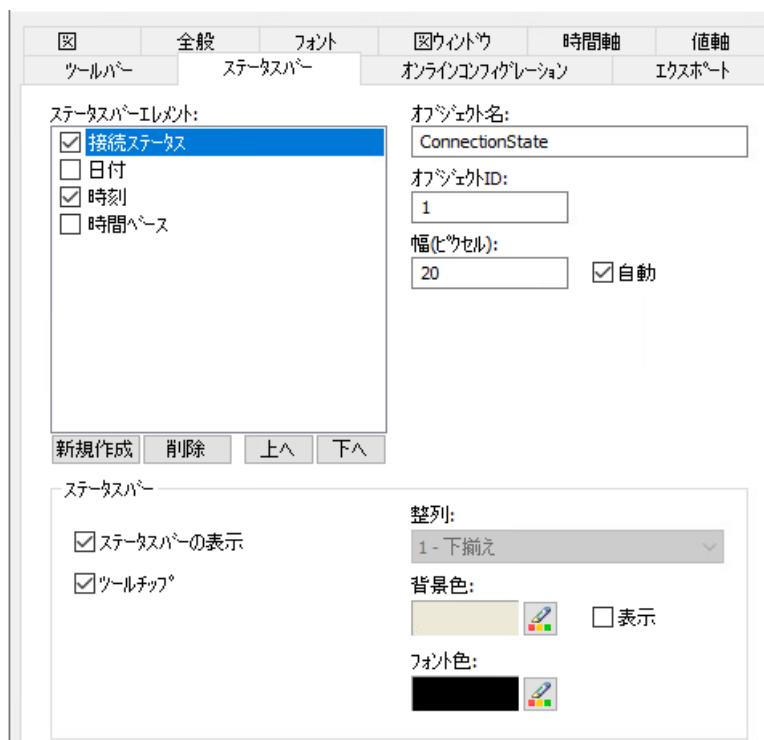 図 全般 フォント 図ウィンドウ 時間軸 値軸
ツールバー ステータスバー オンラインコンフィグレーション エクスポート
ステータスバーエレメント:
接続ステータス
日付
時刻
時間ベース
新規作成 削除 上へ 下へ
オブジェクト名:
ConnectionState
オブジェクトID:
1
幅(ピクセル):
20 自動
ステータスバー
ステータスバーの表示
ツールチップ
整列:
1 - 下揃え
背景色:
表示
フォント色: